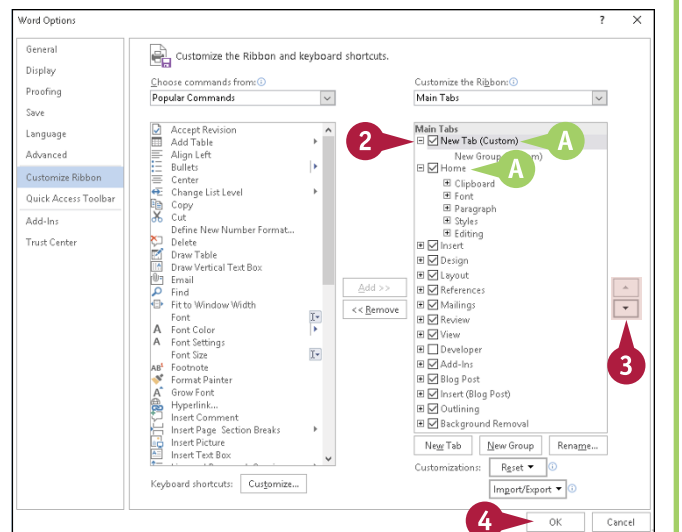 Word Options
? ✕
General
Display
Proofing
Save
Language
Advanced
Customize Ribbon
Quick Access Toolbar
Add-Ins
Trust Center
Customize the Ribbon and keyboard shortcuts.
Choose commands from:
Popular Commands
Accept Revision
Add Table
Align Left
Bullets
Center
Change List Level
Copy
Cut
Define New Number Format...
Delete
Draw Table
Draw Vertical Text Box
Email
Find
Fit to Window Width
Font
Font Color
Font Settings
Font Size
Footnote
Format Painter
Grow Font
Hyperlink...
Insert Comment
Insert Page Section Breaks
Insert Picture
Insert Text Box
Keyboard shortcuts: Customize...
Add >>
<< Remove
Customize the Ribbon:
Main Tabs
Main Tabs
2 New Tab (Custom) A
New Group
Home A
Clipboard
Font
Paragraph
Styles
Editing
Insert
Design
Layout
References
Mailings
Review
View
Developer
Add-Ins
Blog Post
Insert (Blog Post)
Outlining
Background Removal
3
New Tab New Group Rename...
Customizations: Reset
Import/Export
4 OK Cancel